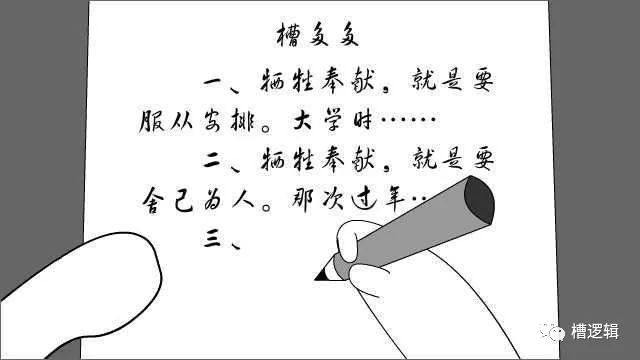 槽多多
一、牺牲奉献，就是要
服从安排。大学时……
二、牺牲奉献，就是要
舍己为人。那次过年…
三、
槽逻辑